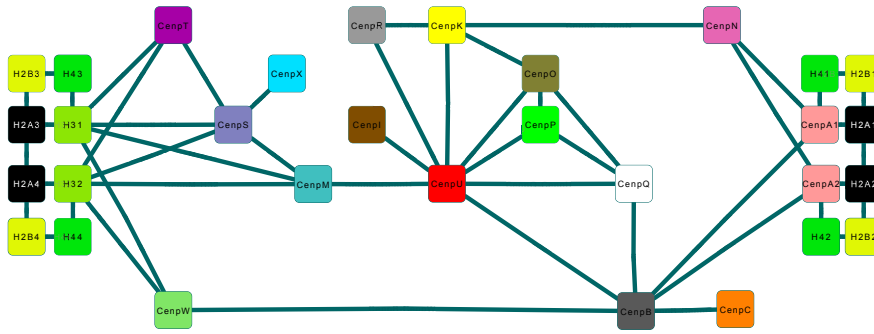 CenpT
CenpR
CenpK
CenpN
H2B3
H43
CenpX
CenpO
H41
H2B1
H2A3
H31
CenpS
CenpI
CenpP
CenpA1
H2A1
H2A4
H32
CenpM
CenpU
CenpQ
CenpA2
H2A2
H2B4
H44
H42
H2B2
CenpW
CenpB
CenpC